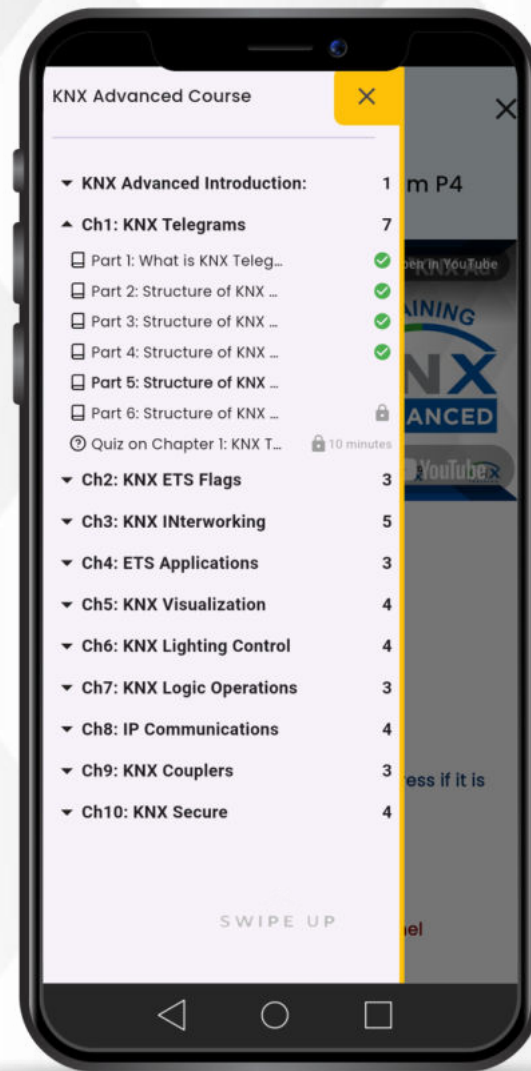 KNX Advanced Course
KNX Advanced Introduction: 1
Ch1: KNX Telegrams 7
Part 1: What is KNX Teleg...
Part 2: Structure of KNX ...
Part 3: Structure of KNX ...
Part 4: Structure of KNX ...
Part 5: Structure of KNX ...
Part 6: Structure of KNX ...
Quiz on Chapter 1: KNX T... 10 minutes
Ch2: KNX ETS Flags 3
Ch3: KNX INterworking 5
Ch4: ETS Applications 3
Ch5: KNX Visualization 4
Ch6: KNX Lighting Control 4
Ch7: KNX Logic Operations 3
Ch8: IP Communications 4
Ch9: KNX Couplers 3
Ch10: KNX Secure 4
SWIPE UP
m P4
pen in YouTube
AINING
NX
ANCED
YouTube
ess if it is
el